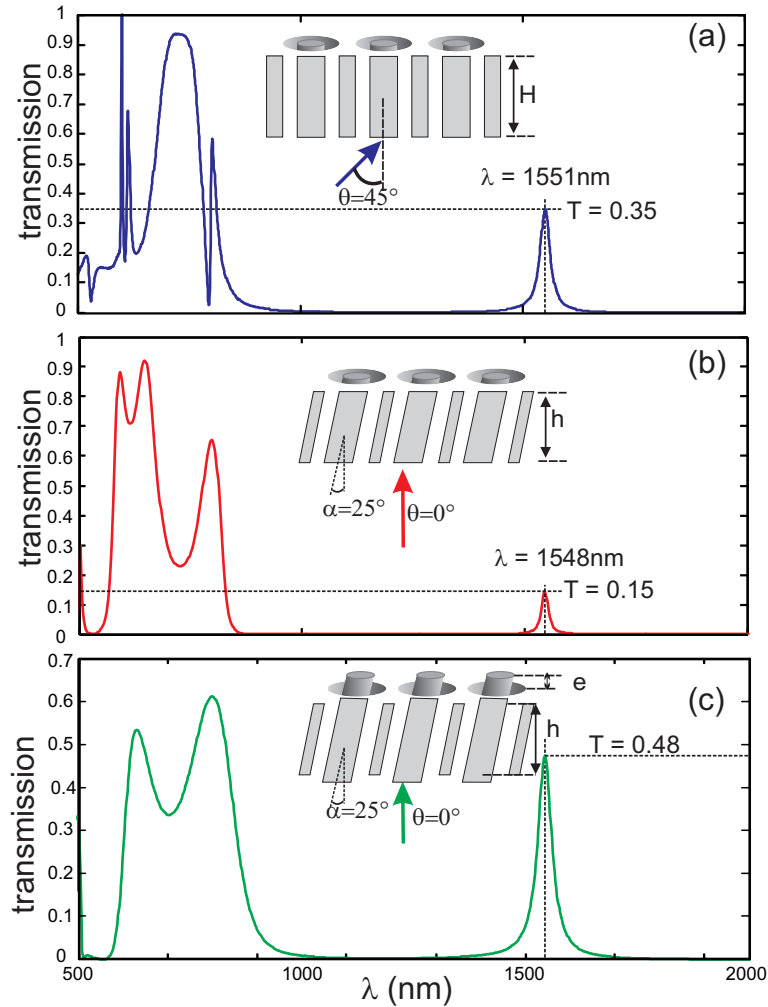 (a)
transmission
1
0.9
0.8
0.7
0.6
0.5
0.4
0.3
0.2
0.1
0
H
θ=45°
λ = 1551nm
T = 0.35
(b)
transmission
1
0.9
0.8
0.7
0.6
0.5
0.4
0.3
0.2
0.1
0
h
α=25°
θ=0°
λ = 1548nm
T = 0.15
(c)
transmission
0.7
0.6
0.5
0.4
0.3
0.2
0.1
0
e
h
α=25°
θ=0°
T = 0.48
500
1000
1500
2000
λ (nm)